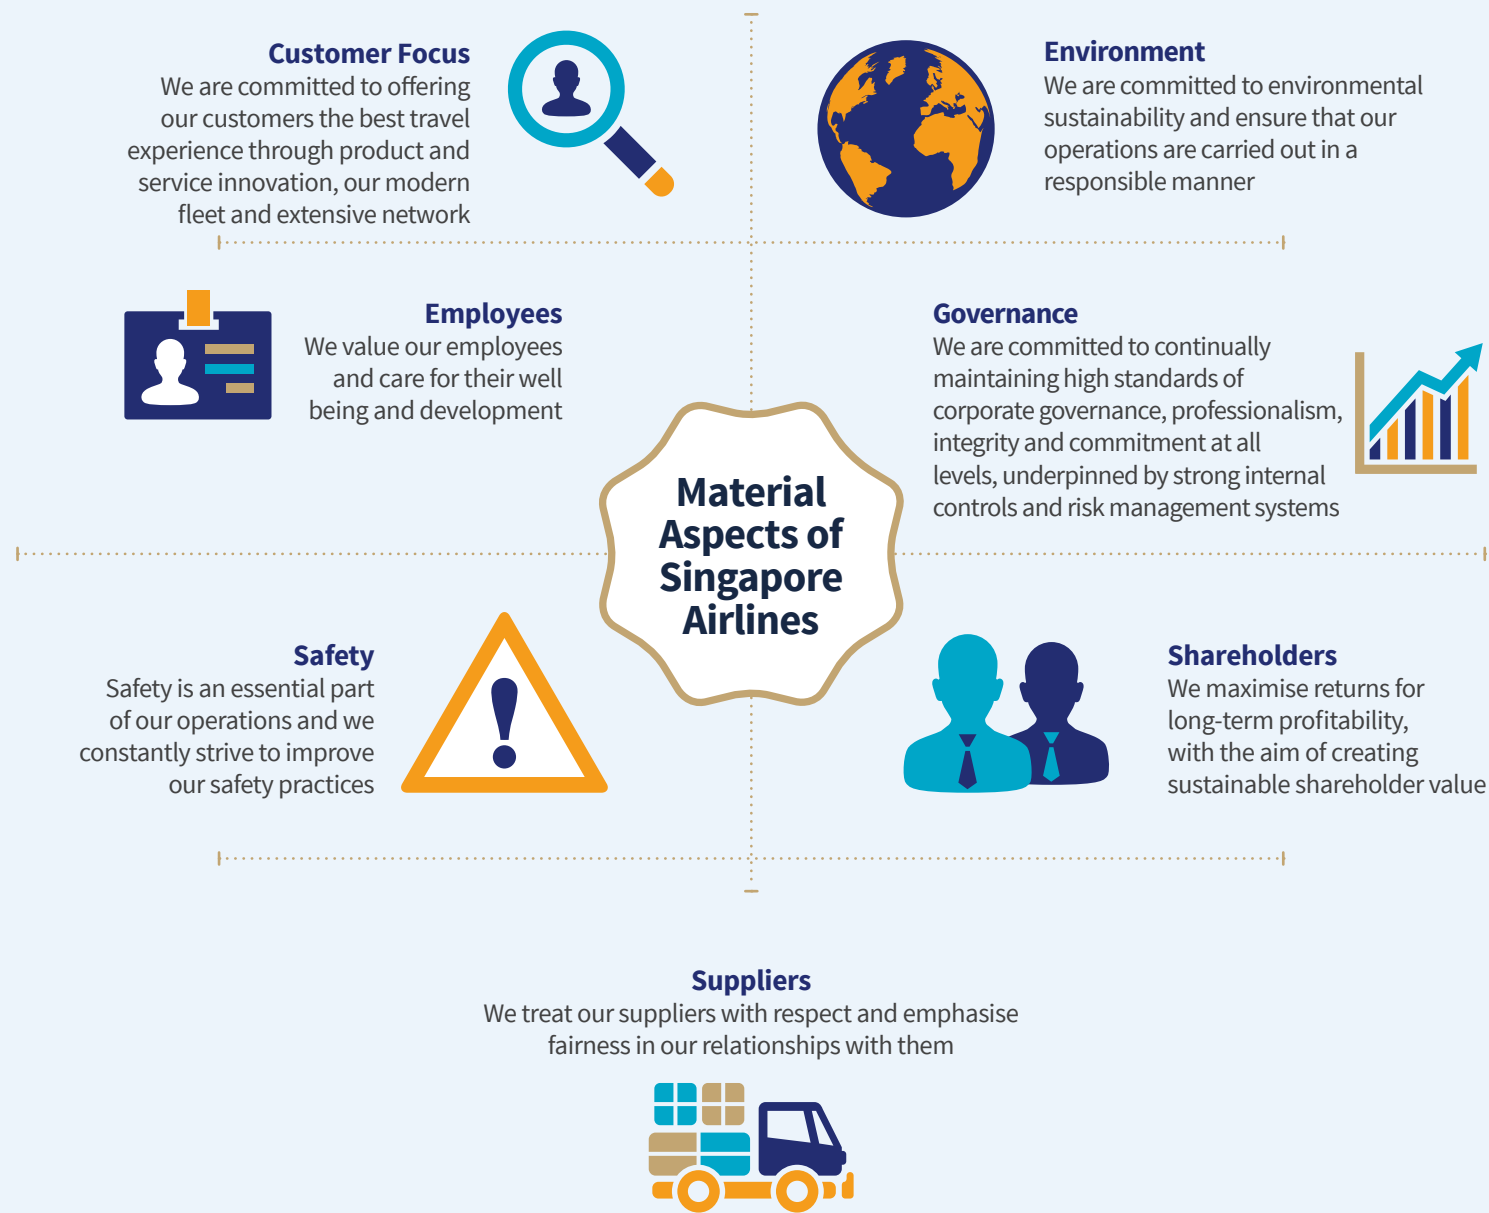 Customer Focus
We are committed to offering
our customers the best travel
experience through product and
service innovation, our modern
fleet and extensive network
Environment
We are committed to environmental
sustainability and ensure that our
operations are carried out in a
responsible manner
Employees
We value our employees
and care for their well
being and development
Governance
We are committed to continually
maintaining high standards of
corporate governance, professionalism,
integrity and commitment at all
levels, underpinned by strong internal
controls and risk management systems
Material
Aspects of
Singapore
Airlines
Safety
Safety is an essential part
of our operations and we
constantly strive to improve
our safety practices
Shareholders
We maximise returns for
long-term profitability,
with the aim of creating
sustainable shareholder value
Suppliers
We treat our suppliers with respect and emphasise
fairness in our relationships with them